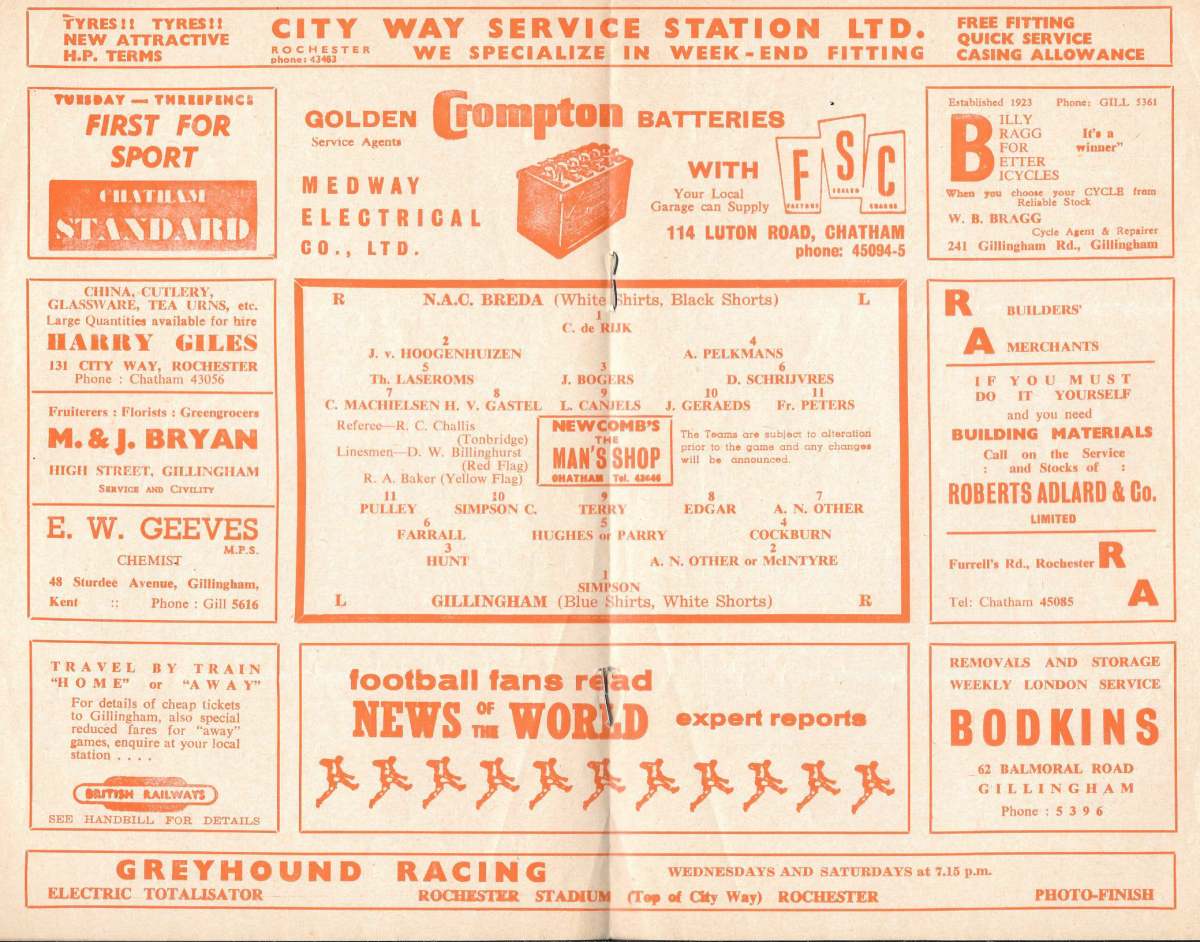 TYRES!! TYRES!!
NEW ATTRACTIVE
H.P. TERMS
CITY WAY SERVICE STATION LTD.
ROCHESTER
phone: 43463
WE SPECIALIZE IN WEEK-END FITTING
FREE FITTING
QUICK SERVICE
CASING ALLOWANCE
TUESDAY — THREEPENCE
FIRST FOR
SPORT
CHATHAM
STANDARD
GOLDEN Crompton BATTERIES
Service Agents
MEDWAY
ELECTRICAL
CO., LTD.
WITH
Your Local
Garage can Supply
F S C
FACTORY SEALED CHARGE
114 LUTON ROAD, CHATHAM
phone: 45094-5
Established 1923 Phone: GILL 5361
BILLY
RAGG
FOR
ETTER
ICYCLES
It's a
winner"
When you choose your CYCLE from
Reliable Stock
W. B. BRAGG
Cycle Agent & Repairer
241 Gillingham Rd., Gillingham
CHINA, CUTLERY,
GLASSWARE, TEA URNS, etc.
Large Quantities available for hire
HARRY GILES
131 CITY WAY, ROCHESTER
Phone : Chatham 43056
Fruiterers : Florists : Greengrocers
M. & J. BRYAN
HIGH STREET, GILLINGHAM
SERVICE AND CIVILITY
E. W. GEEVES
M.P.S.
CHEMIST
48 Sturdee Avenue, Gillingham,
Kent :: Phone : Gill 5616
R N.A.C. BREDA (White Shirts, Black Shorts) L
1
C. de RIJK
2 4
J. v. HOOGENHUIZEN A. PELKMANS
5 3 6
Th. LASEROMS J. BOGERS D. SCHRIJVRES
7 8 9 10 11
C. MACHIELSEN H. V. GASTEL L. CANJELS J. GERAEDS Fr. PETERS
Referee—R. C. Challis
(Tonbridge)
Linesmen—D. W. Billinghurst
(Red Flag)
R. A. Baker (Yellow Flag)
NEWCOMB'S
THE
MAN'S SHOP
CHATHAM Tel. 43446
The Teams are subject to alteration
prior to the game and any changes
will be announced.
11 10 9 8 7
PULLEY SIMPSON C. TERRY EDGAR A. N. OTHER
6 5 4
FARRALL HUGHES or PARRY COCKBURN
3 2
HUNT A. N. OTHER or McINTYRE
1
SIMPSON
L GILLINGHAM (Blue Shirts, White Shorts) R
R
A
BUILDERS'
MERCHANTS
IF YOU MUST
DO IT YOURSELF
and you need
BUILDING MATERIALS
Call on the Service
: and Stocks of :
ROBERTS ADLARD & Co.
LIMITED
Furrell's Rd., Rochester R
Tel: Chatham 45085 A
TRAVEL BY TRAIN
"HOME" or "AWAY"
For details of cheap tickets
to Gillingham, also special
reduced fares for "away"
games, enquire at your local
station . . . .
BRITISH RAILWAYS
SEE HANDBILL FOR DETAILS
football fans read
NEWS OF THE WORLD expert reports
REMOVALS AND STORAGE
WEEKLY LONDON SERVICE
BODKINS
62 BALMORAL ROAD
GILLINGHAM
Phone : 5 3 9 6
GREYHOUND RACING WEDNESDAYS AND SATURDAYS at 7.15 p.m.
ELECTRIC TOTALISATOR ROCHESTER STADIUM (Top of City Way) ROCHESTER PHOTO-FINISH